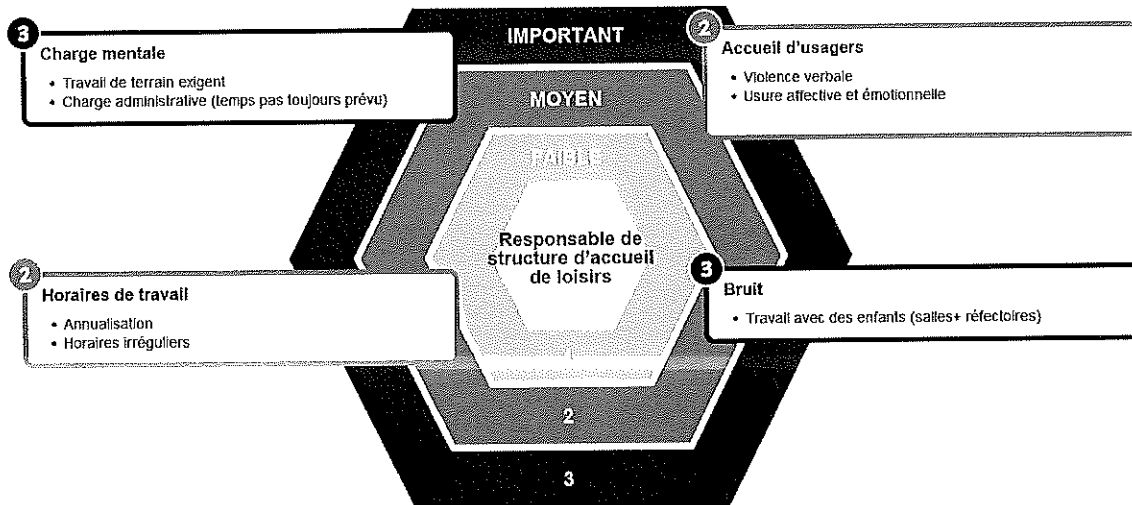 IMPORTANT
MOYEN
FAIBLE
Responsable de
structure d'accueil
de loisirs
1
2
3
3
Charge mentale
• Travail de terrain exigent
• Charge administrative (temps pas toujours prévu)
2
Accueil d'usagers
• Violence verbale
• Usure affective et émotionnelle
2
Horaires de travail
• Annualisation
• Horaires irréguliers
3
Bruit
• Travail avec des enfants (salles+ réfectoires)